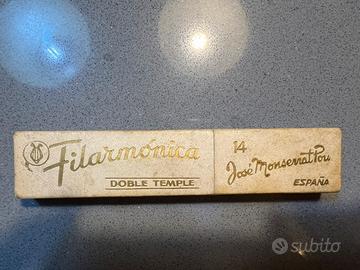 Filarmónica
DOBLE TEMPLE
14
José Monserrat Pou
ESPAÑA
subito